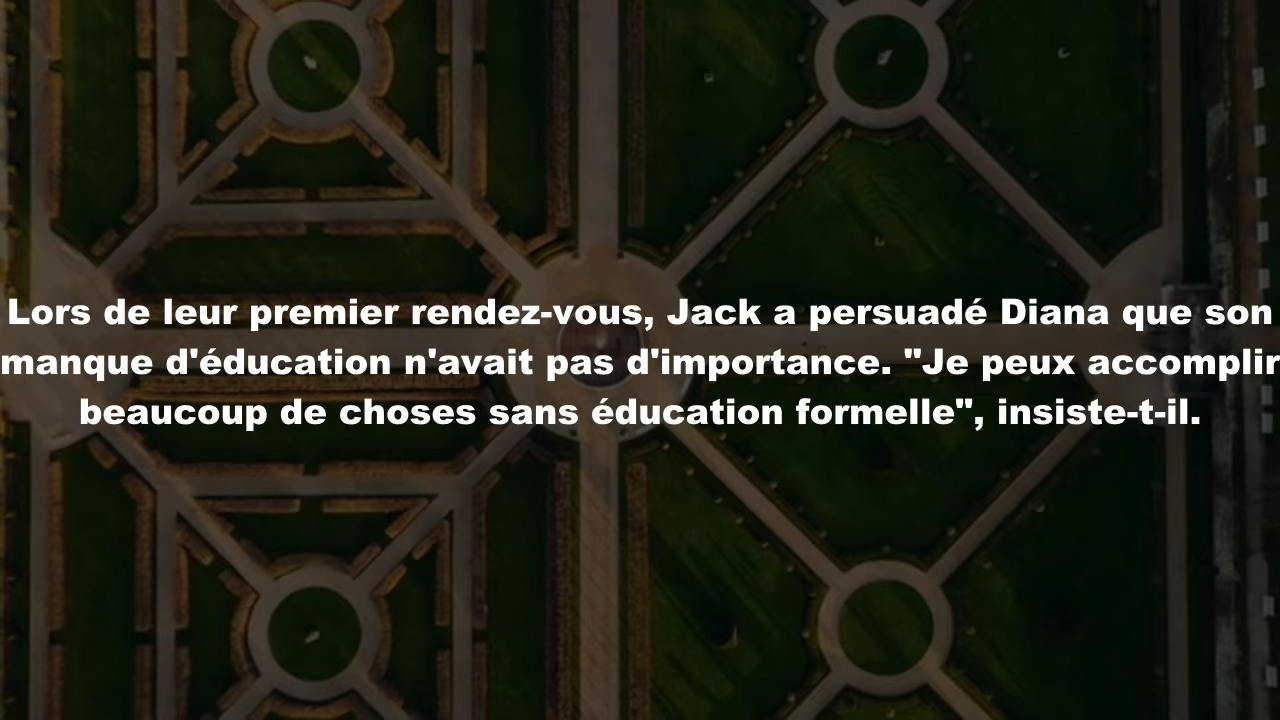 Lors de leur premier rendez-vous, Jack a persuadé Diana que son
manque d'éducation n'avait pas d'importance. "Je peux accomplir
beaucoup de choses sans éducation formelle", insiste-t-il.